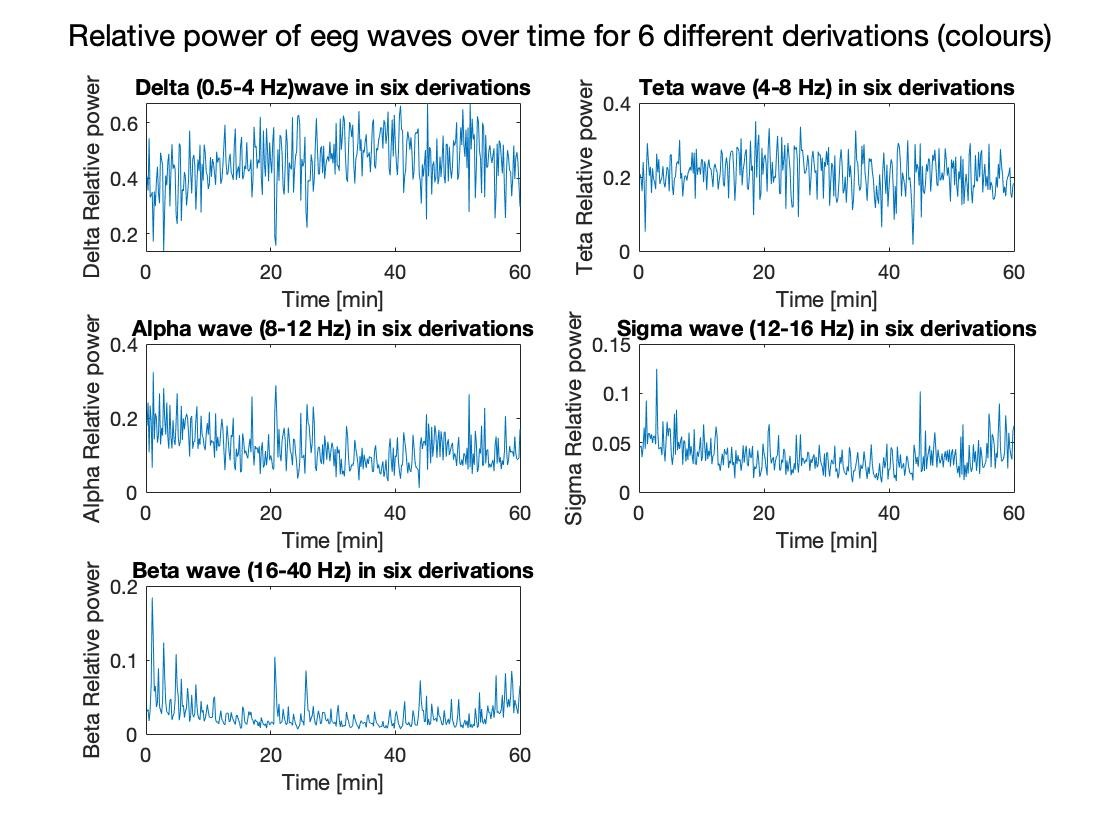 Relative power of eeg waves over time for 6 different derivations (colours)
Delta (0.5-4 Hz)wave in six derivations
Delta Relative power
0.6
0.4
0.2
0 20 40 60
Time [min]
Teta wave (4-8 Hz) in six derivations
Teta Relative power
0.4
0.2
0
0 20 40 60
Time [min]
Alpha wave (8-12 Hz) in six derivations
Alpha Relative power
0.4
0.2
0
0 20 40 60
Time [min]
Sigma wave (12-16 Hz) in six derivations
Sigma Relative power
0.15
0.1
0.05
0
0 20 40 60
Time [min]
Beta wave (16-40 Hz) in six derivations
Beta Relative power
0.2
0.1
0
0 20 40 60
Time [min]